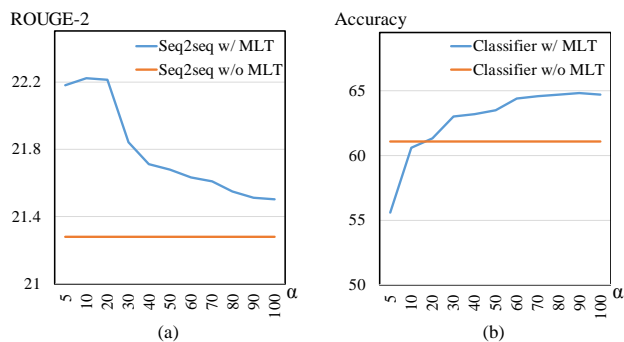 ROUGE-2
Seq2seq w/ MLT
Seq2seq w/o MLT
22.2
21.8
21.4
21
5 10 20 30 40 50 60 70 80 90 100 α
(a)
Accuracy
Classifier w/ MLT
Classifier w/o MLT
65
60
55
50
5 10 20 30 40 50 60 70 80 90 100 α
(b)